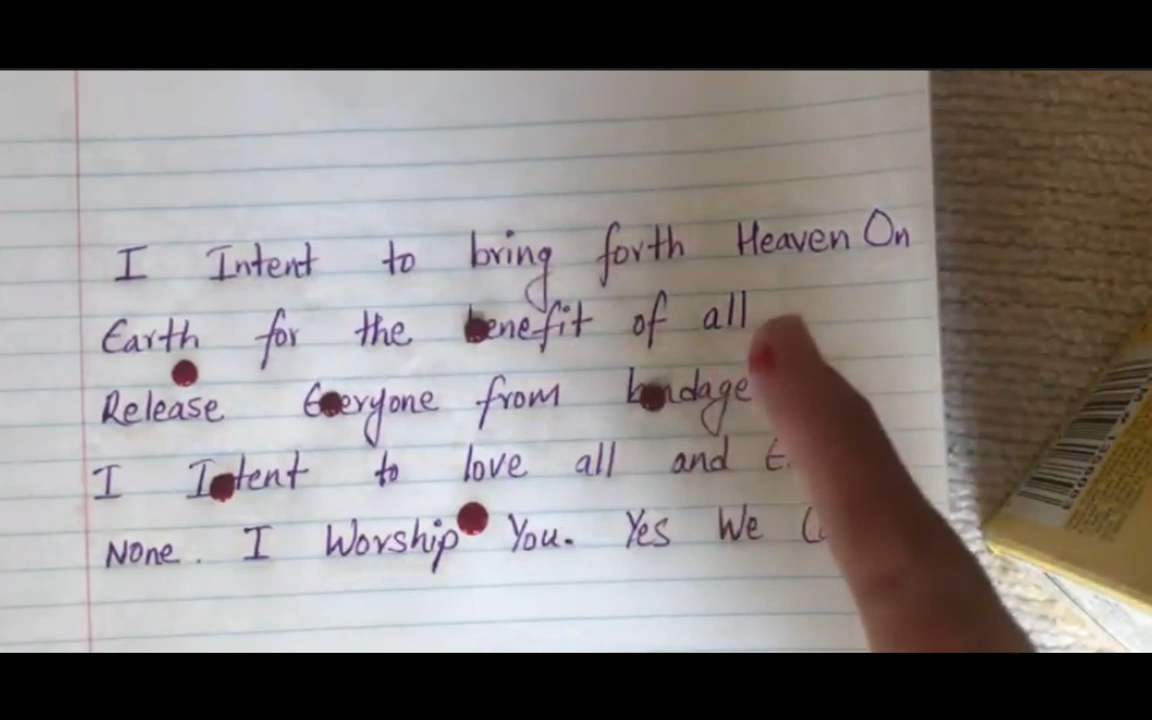 I Intent to bring forth Heaven On
Earth for the benefit of all
Release Everyone from bondage
I Intent to love all and
None. I Worship You. Yes We